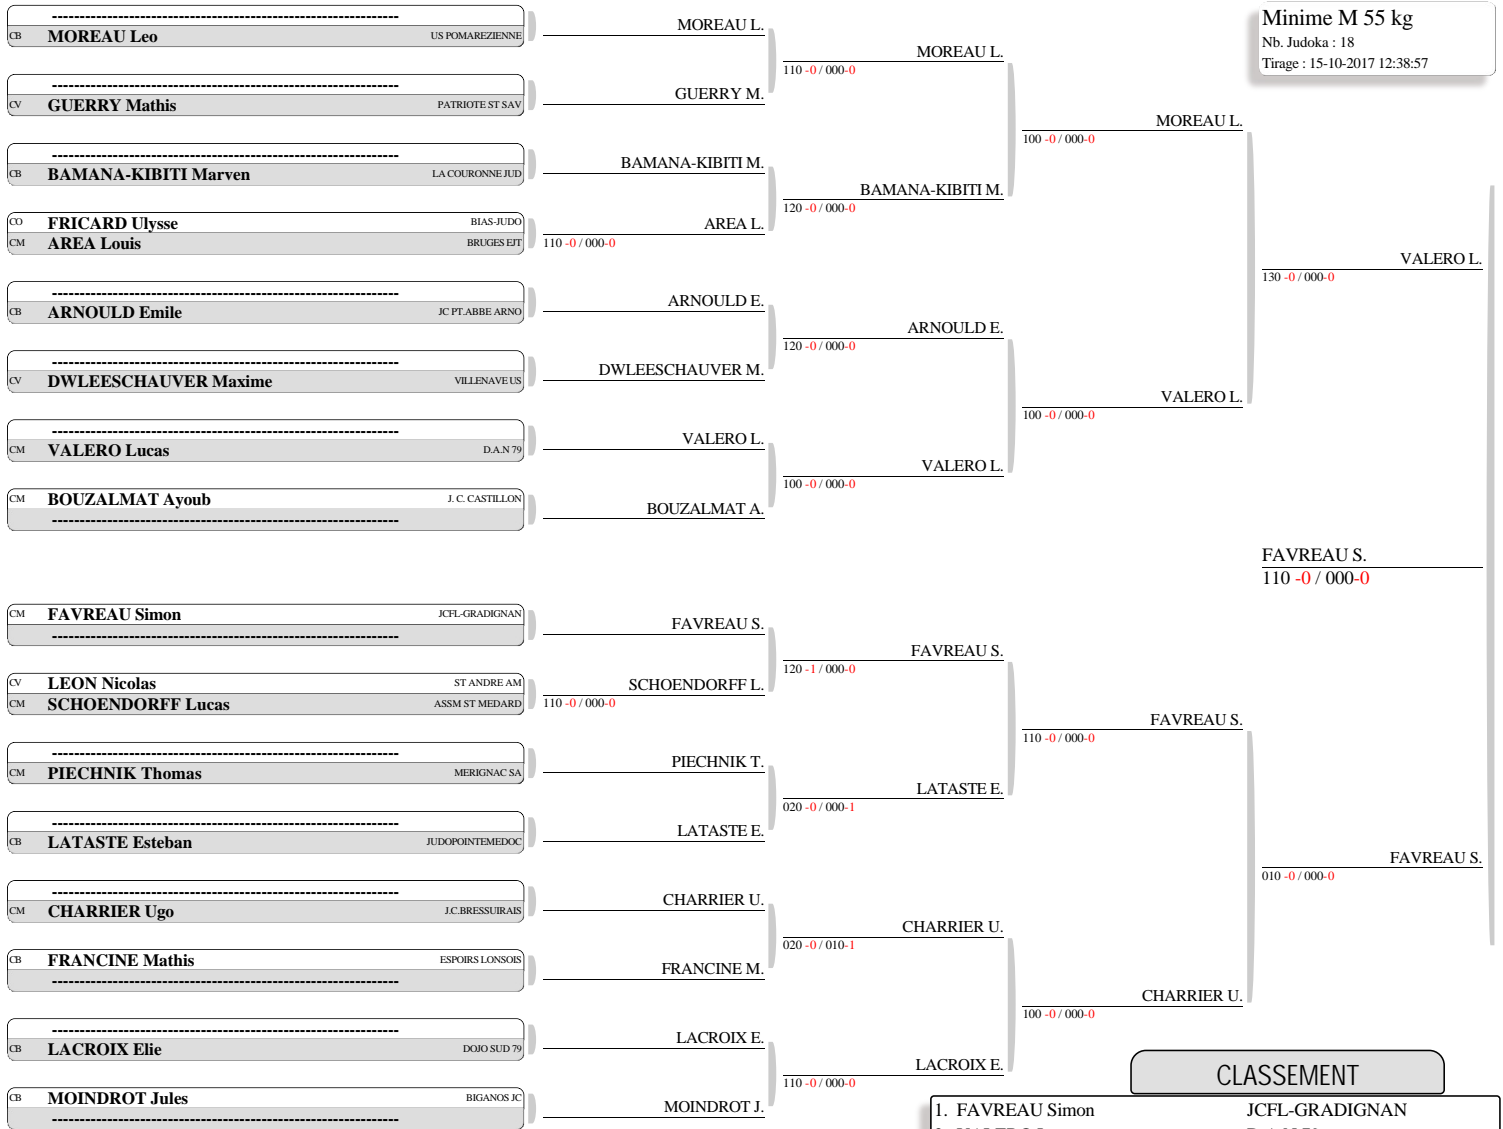 Minime M 55 kg
Nb. Judoka : 18
Tirage : 15-10-2017 12:38:57
------------------------------------------------------------
CB MOREAU Leo US POMAREZIENNE
------------------------------------------------------------
CV GUERRY Mathis PATRIOTE ST SAV
------------------------------------------------------------
CB BAMANA-KIBITI Marven LA COURONNE JUD
CO FRICARD Ulysse BIAS-JUDO
CM AREA Louis BRUGES EJT
------------------------------------------------------------
CB ARNOULD Emile JC PT.ABBE ARNO
------------------------------------------------------------
CV DWLEESCHAUVER Maxime VILLENAVE US
------------------------------------------------------------
CM VALERO Lucas D.A.N 79
CM BOUZALMAT Ayoub J. C. CASTILLON
------------------------------------------------------------
CM FAVREAU Simon JCFL-GRADIGNAN
------------------------------------------------------------
CV LEON Nicolas ST ANDRE AM
CM SCHOENDORFF Lucas ASSM ST MEDARD
------------------------------------------------------------
CM PIECHNIK Thomas MERIGNAC SA
------------------------------------------------------------
CB LATASTE Esteban JUDOPOINTEMEDOC
------------------------------------------------------------
CM CHARRIER Ugo J.C.BRESSUIRAIS
CB FRANCINE Mathis ESPOIRS LONSOIS
------------------------------------------------------------
------------------------------------------------------------
CB LACROIX Elie DOJO SUD 79
CB MOINDROT Jules BIGANOS JC
------------------------------------------------------------
MOREAU L.
GUERRY M.
BAMANA-KIBITI M.
AREA L.
110 -0 / 000-0
ARNOULD E.
DWLEESCHAUVER M.
VALERO L.
BOUZALMAT A.
FAVREAU S.
SCHOENDORFF L.
110 -0 / 000-0
PIECHNIK T.
LATASTE E.
CHARRIER U.
FRANCINE M.
LACROIX E.
MOINDROT J.
MOREAU L.
110 -0 / 000-0
BAMANA-KIBITI M.
120 -0 / 000-0
ARNOULD E.
120 -0 / 000-0
VALERO L.
100 -0 / 000-0
FAVREAU S.
120 -1 / 000-0
LATASTE E.
020 -0 / 000-1
CHARRIER U.
020 -0 / 010-1
LACROIX E.
110 -0 / 000-0
MOREAU L.
100 -0 / 000-0
VALERO L.
100 -0 / 000-0
FAVREAU S.
110 -0 / 000-0
CHARRIER U.
100 -0 / 000-0
VALERO L.
130 -0 / 000-0
FAVREAU S.
010 -0 / 000-0
FAVREAU S.
110 -0 / 000-0
CLASSEMENT
1. FAVREAU Simon JCFL-GRADIGNAN